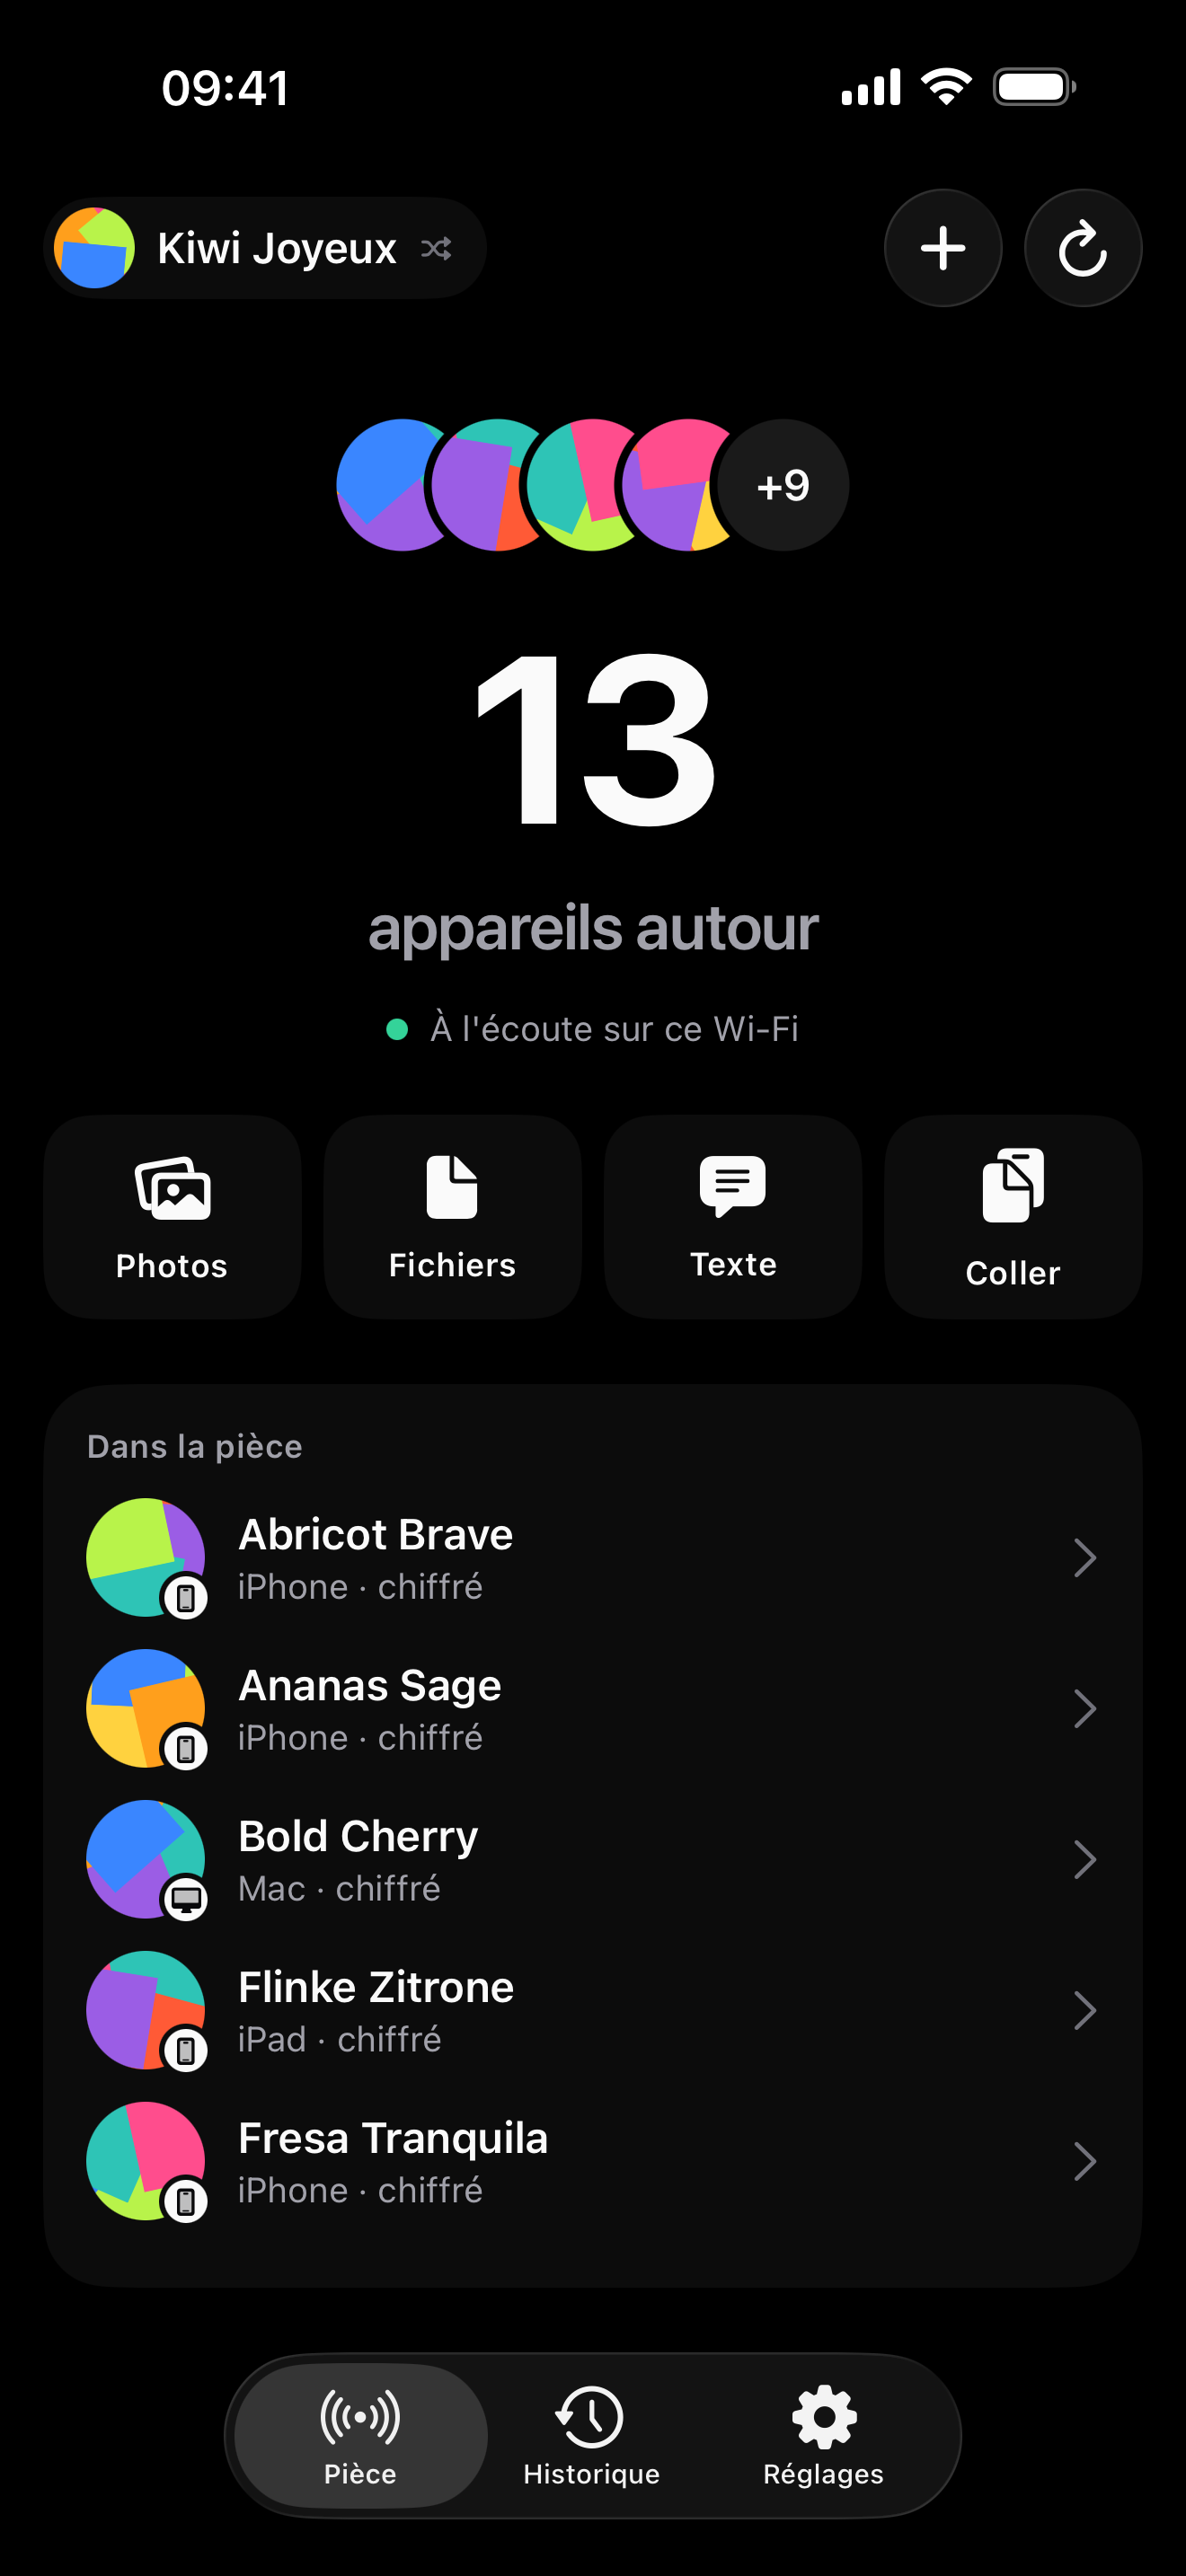 09:41
Kiwi Joyeux
+9
13
appareils autour
À l'écoute sur ce Wi-Fi
Photos
Fichiers
Texte
Coller
Dans la pièce
Abricot Brave
iPhone · chiffré
Ananas Sage
iPhone · chiffré
Bold Cherry
Mac · chiffré
Flinke Zitrone
iPad · chiffré
Fresa Tranquila
iPhone · chiffré
Pièce
Historique
Réglages